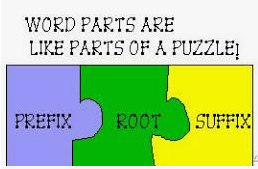 WORD PARTS ARE
LIKE PARTS OF A PUZZLE!
PREFIX ROOT SUFFIX